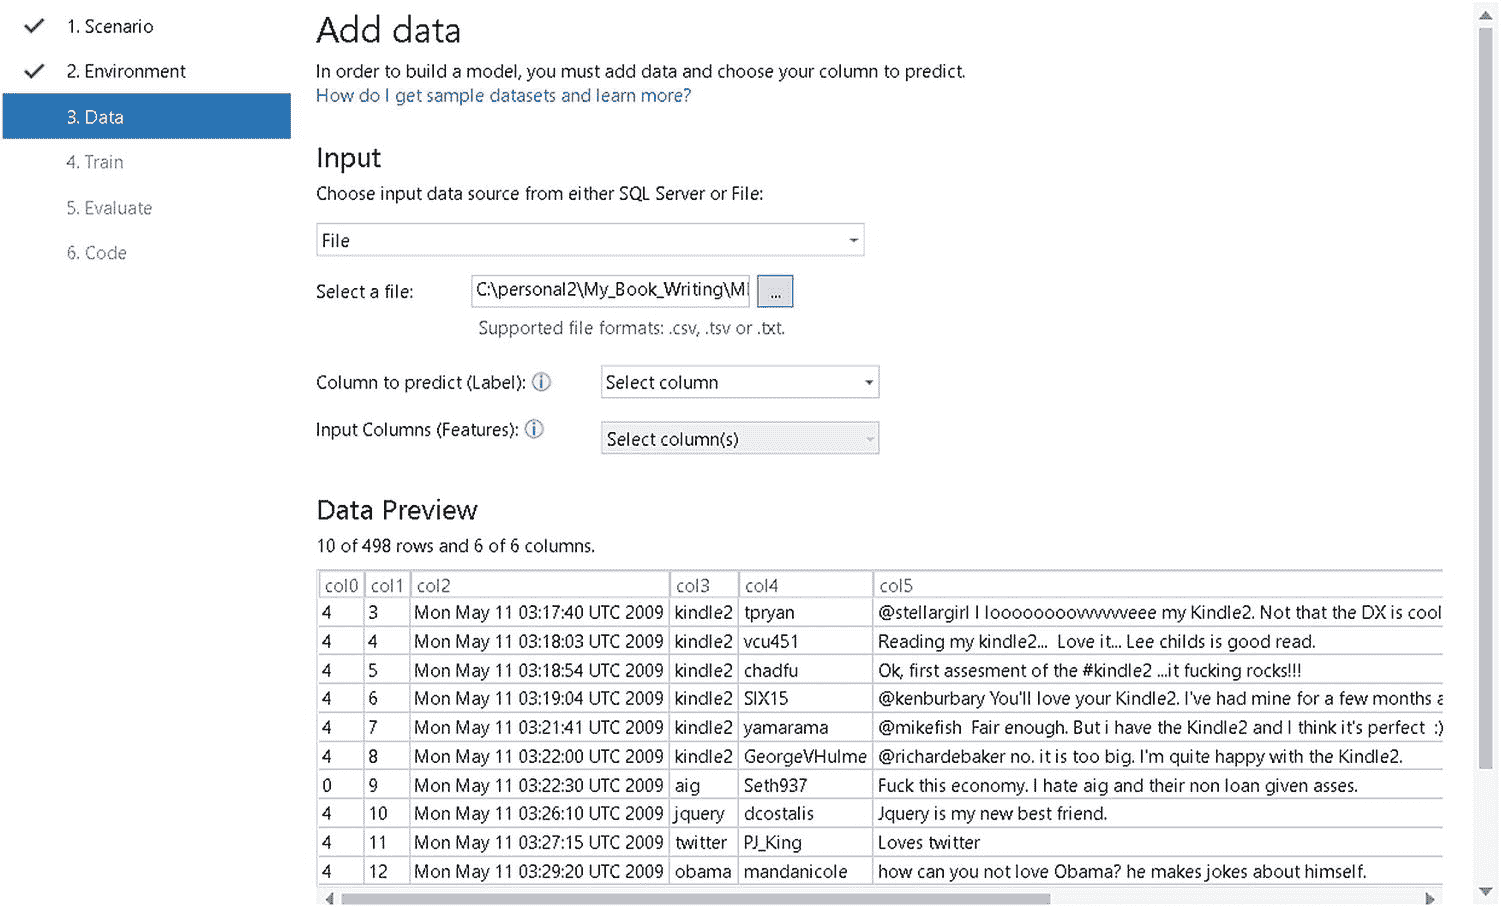 1. Scenario
2. Environment
3. Data
4. Train
5. Evaluate
6. Code
Add data
In order to build a model, you must add data and choose your column to predict.
How do I get sample datasets and learn more?
Input
Choose input data source from either SQL Server or File:
File
Select a file: C:\personal2\My_Book_Writing\M ...
Supported file formats: .csv, .tsv or .txt.
Column to predict (Label): Select column
Input Columns (Features): Select column(s)
Data Preview
10 of 498 rows and 6 of 6 columns.
col0 col1 col2 col3 col4 col5
4 3 Mon May 11 03:17:40 UTC 2009 kindle2 tpryan @stellargirl I loooooooovvvvvveee my Kindle2. Not that the DX is cool
4 4 Mon May 11 03:18:03 UTC 2009 kindle2 vcu451 Reading my kindle2... Love it... Lee childs is good read.
4 5 Mon May 11 03:18:54 UTC 2009 kindle2 chadfu Ok, first assesment of the #kindle2 ...it fucking rocks!!!
4 6 Mon May 11 03:19:04 UTC 2009 kindle2 SIX15 @kenburbary You'll love your Kindle2. I've had mine for a few months a
4 7 Mon May 11 03:21:41 UTC 2009 kindle2 yamarama @mikefish Fair enough. But i have the Kindle2 and I think it's perfect :)
4 8 Mon May 11 03:22:00 UTC 2009 kindle2 GeorgeVHulme @richardebaker no. it is too big. I'm quite happy with the Kindle2.
0 9 Mon May 11 03:22:30 UTC 2009 aig Seth937 Fuck this economy. I hate aig and their non loan given asses.
4 10 Mon May 11 03:26:10 UTC 2009 jquery dcostalis Jquery is my new best friend.
4 11 Mon May 11 03:27:15 UTC 2009 twitter PJ_King Loves twitter
4 12 Mon May 11 03:29:20 UTC 2009 obama mandanicole how can you not love Obama? he makes jokes about himself.